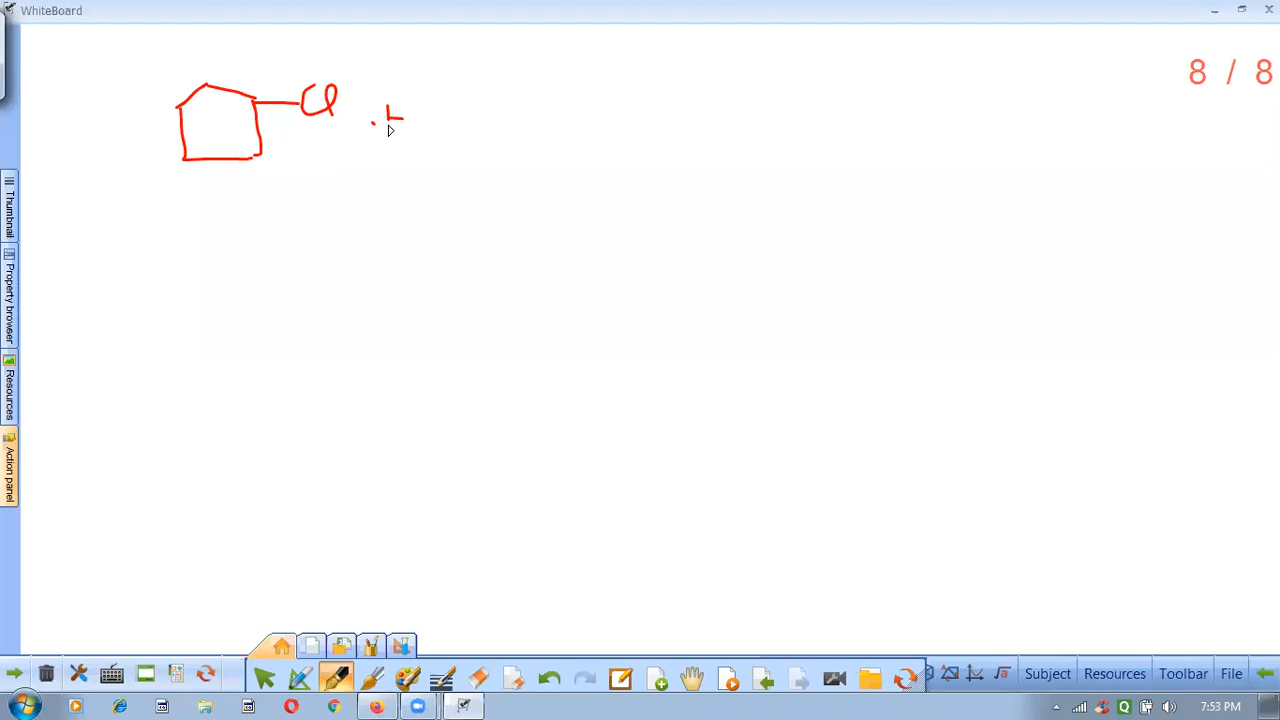 WhiteBoard
8 / 8
Cl
Thumbnail
Property browser
Resources
Action panel
Subject
Resources
Toolbar
File
7:53 PM